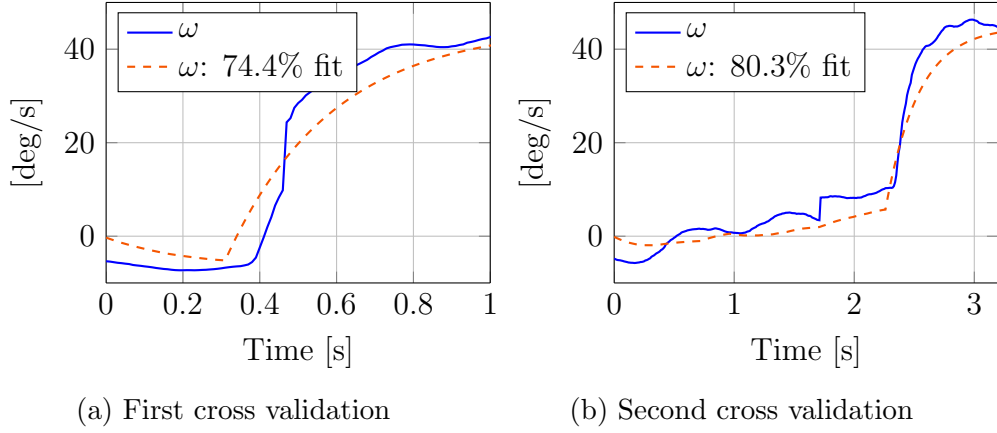 ω
ω: 74.4% fit
40
20
0
[deg/s]
0 0.2 0.4 0.6 0.8 1
Time [s]
(a) First cross validation
ω
ω: 80.3% fit
40
20
0
[deg/s]
0 1 2 3
Time [s]
(b) Second cross validation